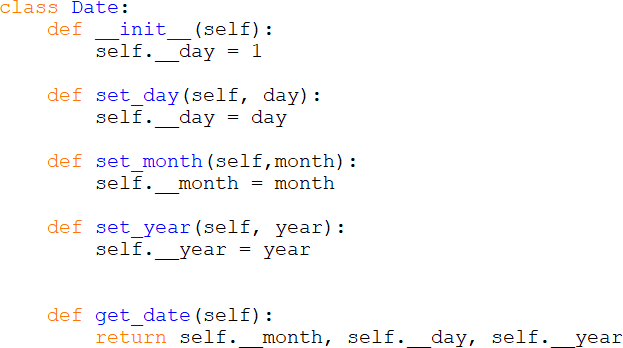 class Date:
    def __init__(self):
        self.__day = 1

    def set_day(self, day):
        self.__day = day

    def set_month(self,month):
        self.__month = month

    def set_year(self, year):
        self.__year = year


    def get_date(self):
        return self.__month, self.__day, self.__year